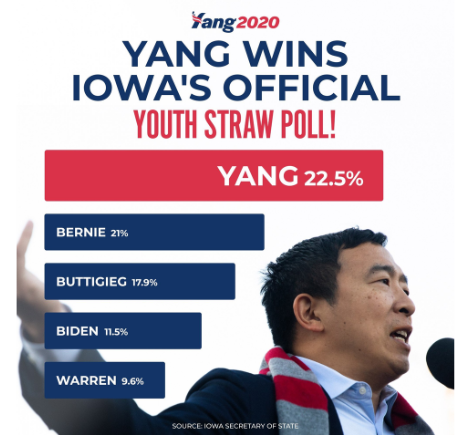 Yang2020
YANG WINS
IOWA'S OFFICIAL
YOUTH STRAW POLL!
YANG 22.5%
BERNIE 21%
BUTTIGIEG 17.9%
BIDEN 11.5%
WARREN 9.6%
SOURCE: IOWA SECRETARY OF STATE